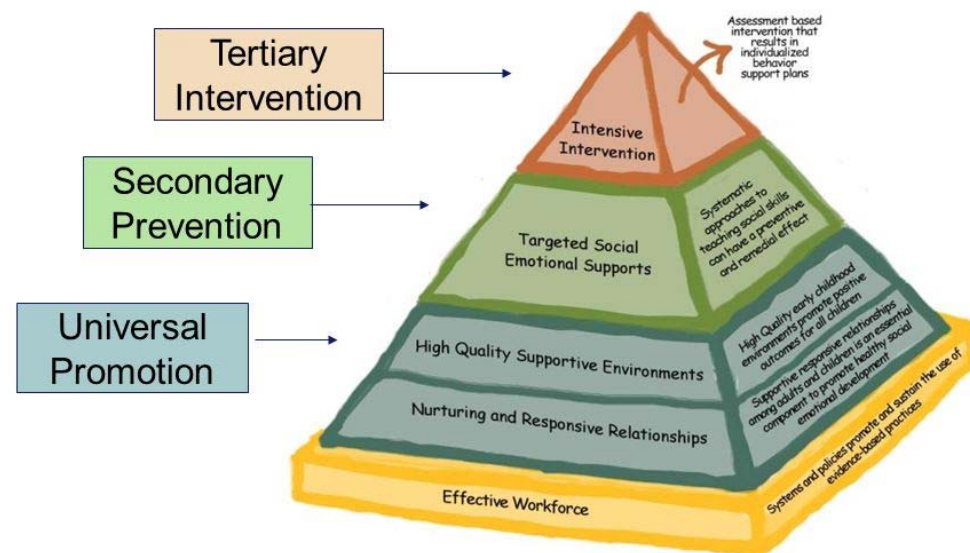 Tertiary
Intervention
Assessment based
intervention that
results in
individualized
behavior
support plans
Intensive
Intervention
Secondary
Prevention
Targeted Social
Emotional Supports
Systematic
approaches to
teaching social skills
can have a preventive
and remedial effect
Universal
Promotion
High Quality Supportive Environments
High Quality early childhood
environments promote positive
outcomes for all children
Nurturing and Responsive Relationships
Supportive responsive relationships
among adults and children is an essential
component to promote healthy social
emotional development
Effective Workforce
Systems and policies promote and sustain the use of
evidence-based practices